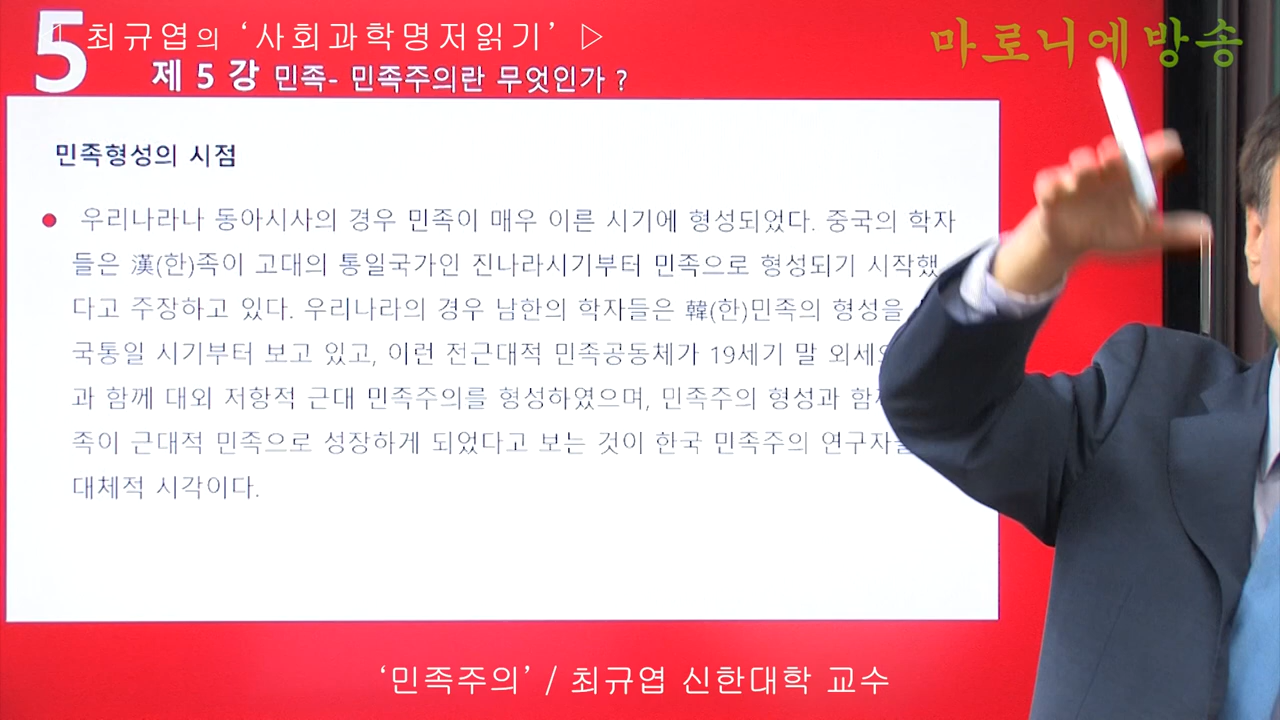 5 최규엽의 ‘사회과학명저읽기’ ▷
마로니에방송
제 5 강 민족- 민족주의란 무엇인가 ?
민족형성의 시점
● 우리나라나 동아시사의 경우 민족이 매우 이른 시기에 형성되었다. 중국의 학자
들은 漢(한)족이 고대의 통일국가인 진나라시기부터 민족으로 형성되기 시작했
다고 주장하고 있다. 우리나라의 경우 남한의 학자들은 韓(한)민족의 형성을
국통일 시기부터 보고 있고, 이런 전근대적 민족공동체가 19세기 말
과 함께 대외 저항적 근대 민족주의를 형성하였으며, 민족주의 형성과
족이 근대적 민족으로 성장하게 되었다고 보는 것이 한국 민족주의
대체적 시각이다.
‘민족주의’ / 최규엽 신한대학 교수